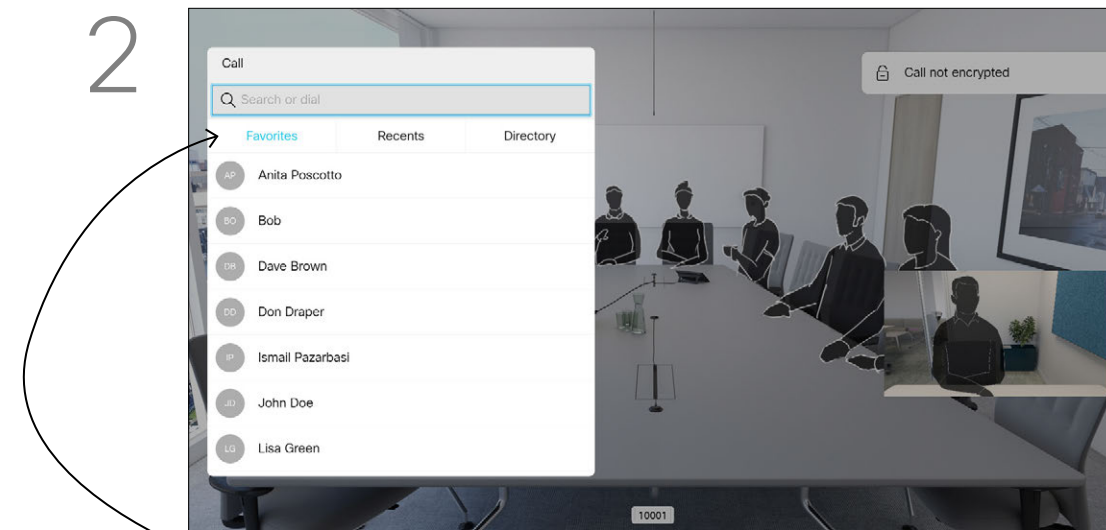 2
Call
Search or dial
Favorites Recents Directory
AP Anita Poscotto
BO Bob
DB Dave Brown
DD Don Draper
IP Ismail Pazarbasi
JD John Doe
LG Lisa Green
Call not encrypted
10001